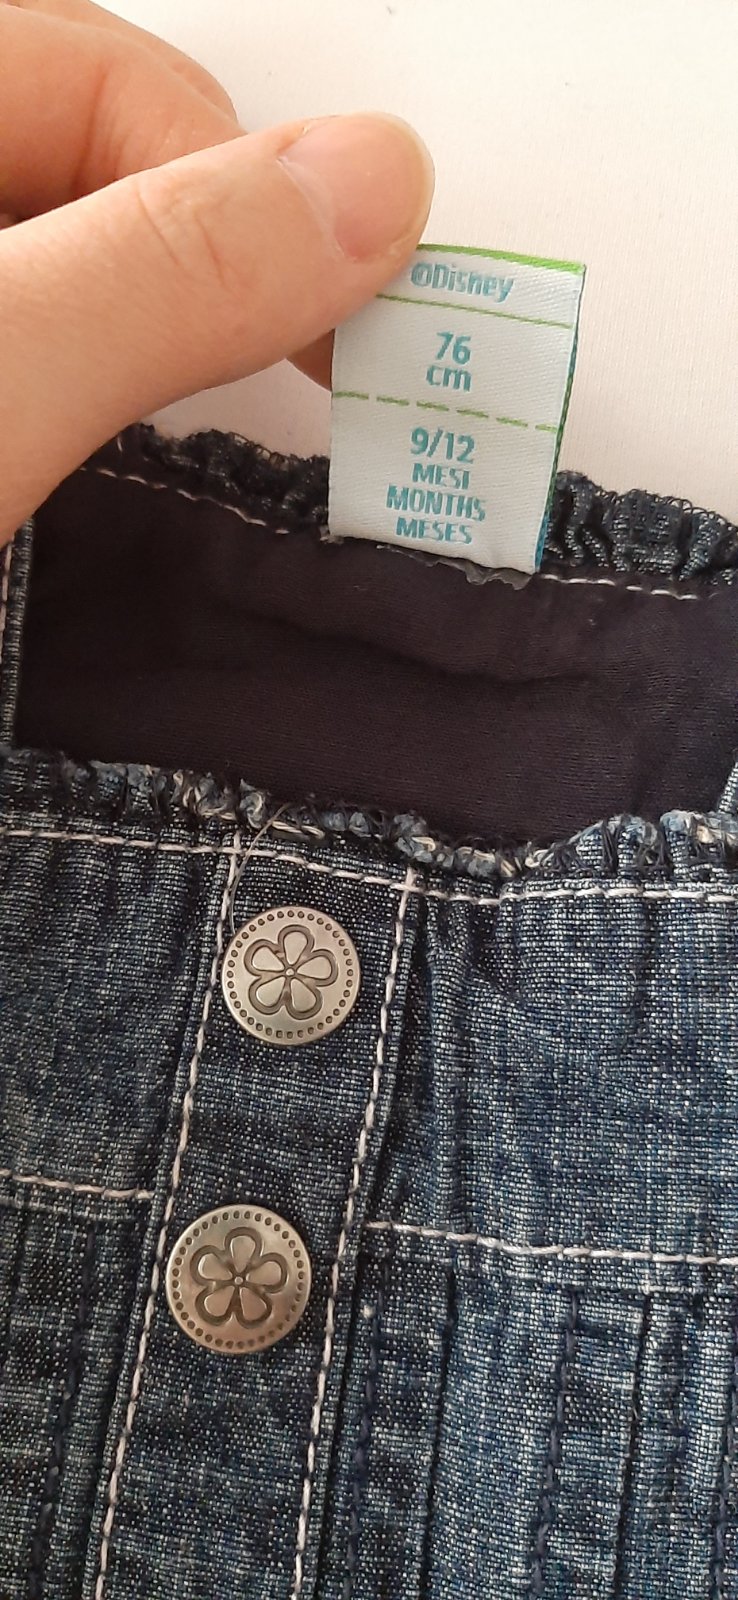 ©Disney
76
cm
9/12
MESI
MONTHS
MESES